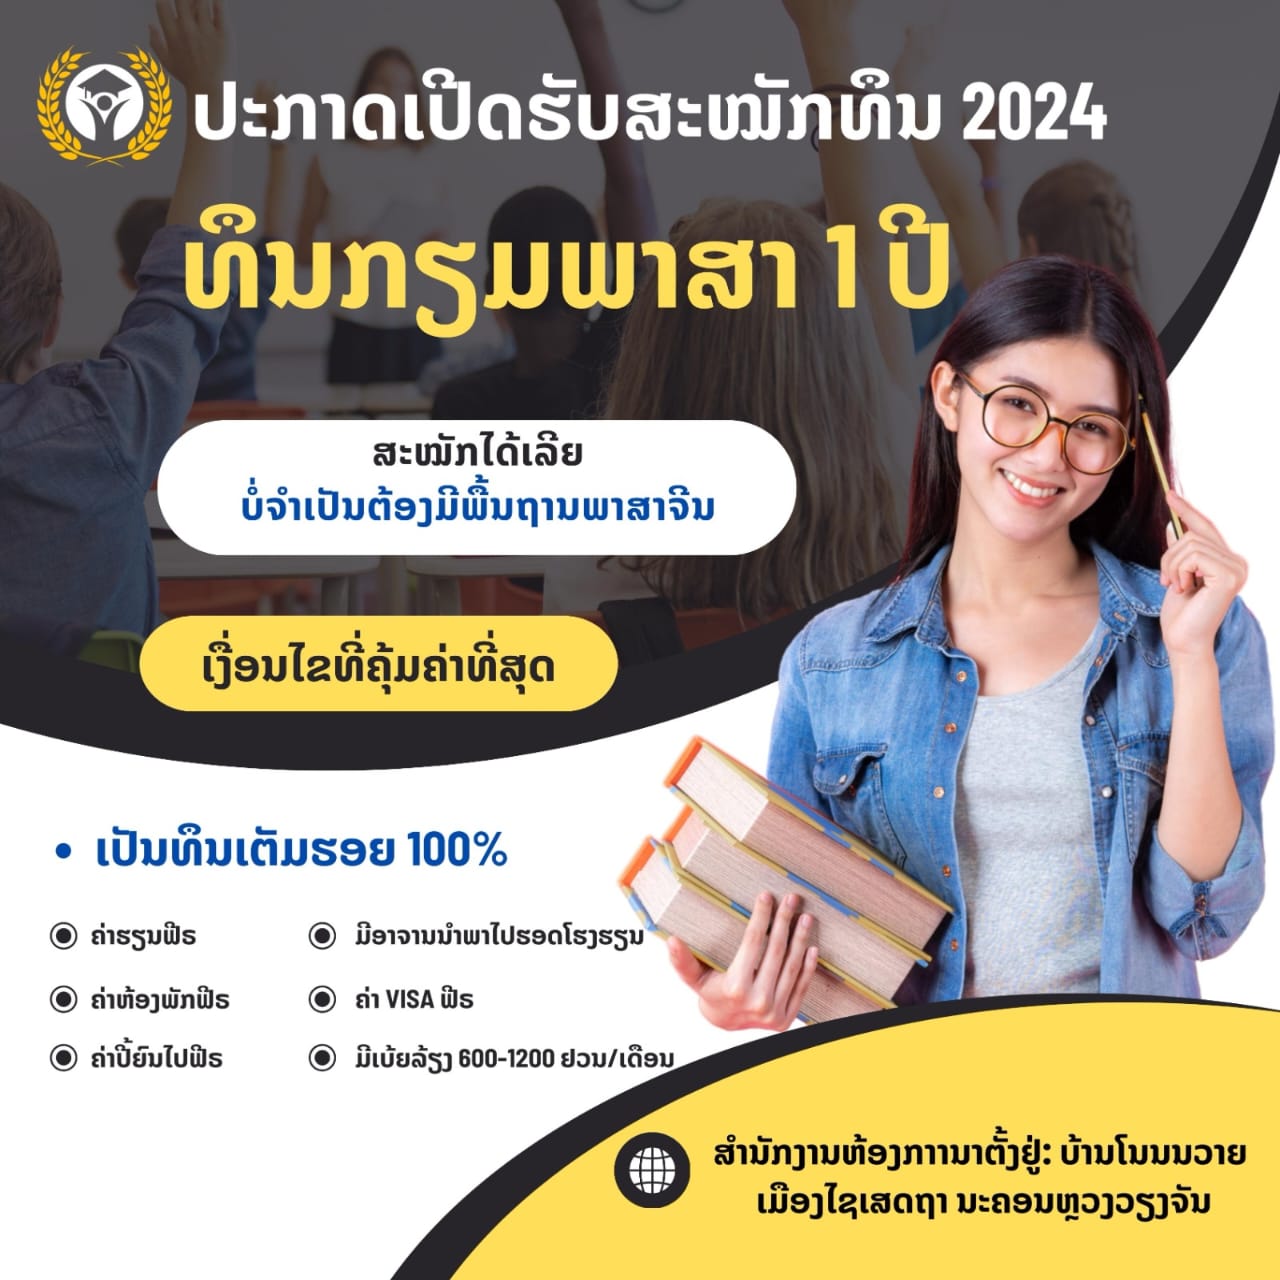 ປະກາດເປີດຮັບສະໝັກທຶນ 2024
ທຶນກຽມພາສາ 1 ປີ
ສະໝັກໄດ້ເລີຍ
ບໍ່ຈຳເປັນຕ້ອງມີພື້ນຖານພາສາຈີນ
ເງື່ອນໄຂທີ່ຄຸ້ມຄ່າທີ່ສຸດ
• ເປັນທຶນເຕັມຮອຍ 100%
ຄ່າຮຽນຟີຣ
ຄ່າຫ້ອງພັກຟີຣ
ຄ່າປີ້ຍົນໄປຟີຣ
ມີອາຈານນຳພາໄປຮອດໂຮງຮຽນ
ຄ່າ VISA ຟີຣ
ມີເບ້ຍລ້ຽງ 600-1200 ຢວນ/ເດືອນ
ສຳນັກງານຫ້ອງກາານາຕັ້ງຢູ່: ບ້ານໂນນນວາຍ
ເມືອງໄຊເສດຖາ ນະຄອນຫຼວງວຽງຈັນ